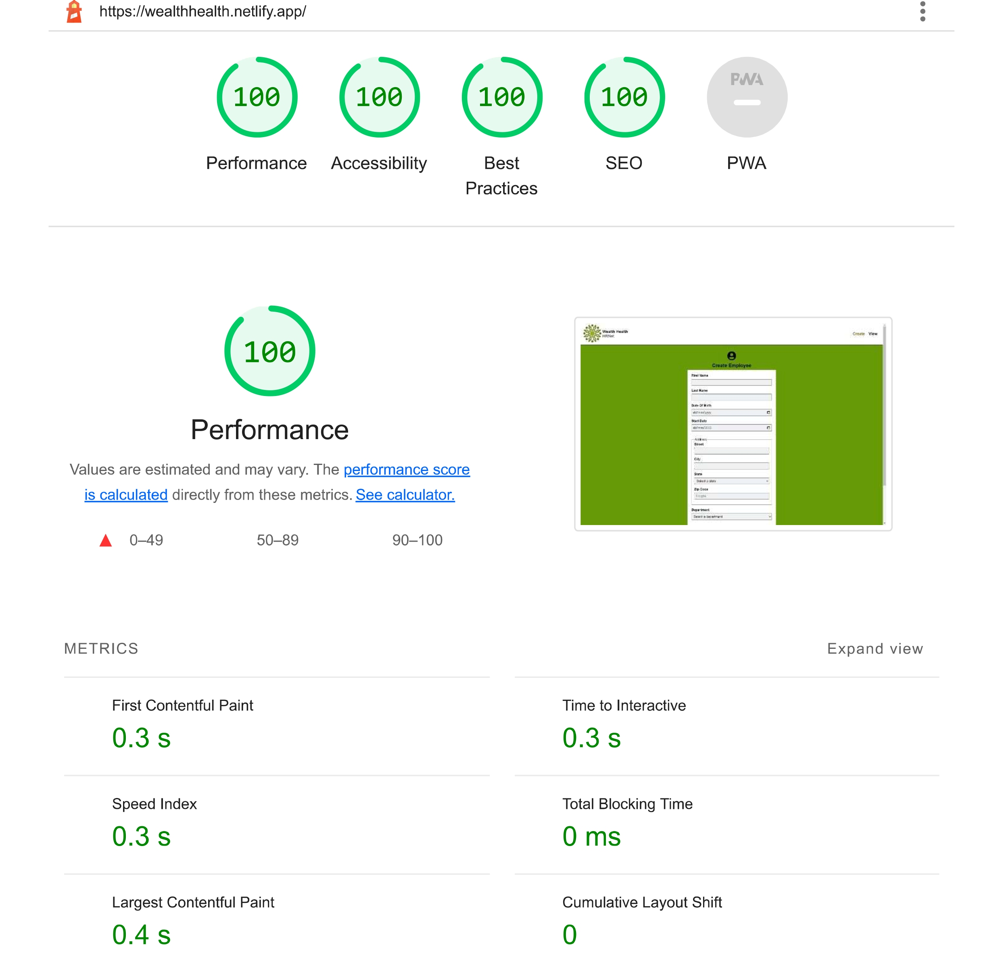 https://wealthhealth.netlify.app/
100 100 100 100 PWA
Performance Accessibility Best Practices SEO PWA
100
Performance
Values are estimated and may vary. The performance score
is calculated directly from these metrics. See calculator.
0–49 50–89 90–100
Wealth Health
HRNet
Create View
Create Employee
First Name
Last Name
Date Of Birth
Start Date
Address
Street
City
State
Select a state
Zip Code
Department
Select a department
METRICS
Expand view
First Contentful Paint
0.3 s
Time to Interactive
0.3 s
Speed Index
0.3 s
Total Blocking Time
0 ms
Largest Contentful Paint
0.4 s
Cumulative Layout Shift
0